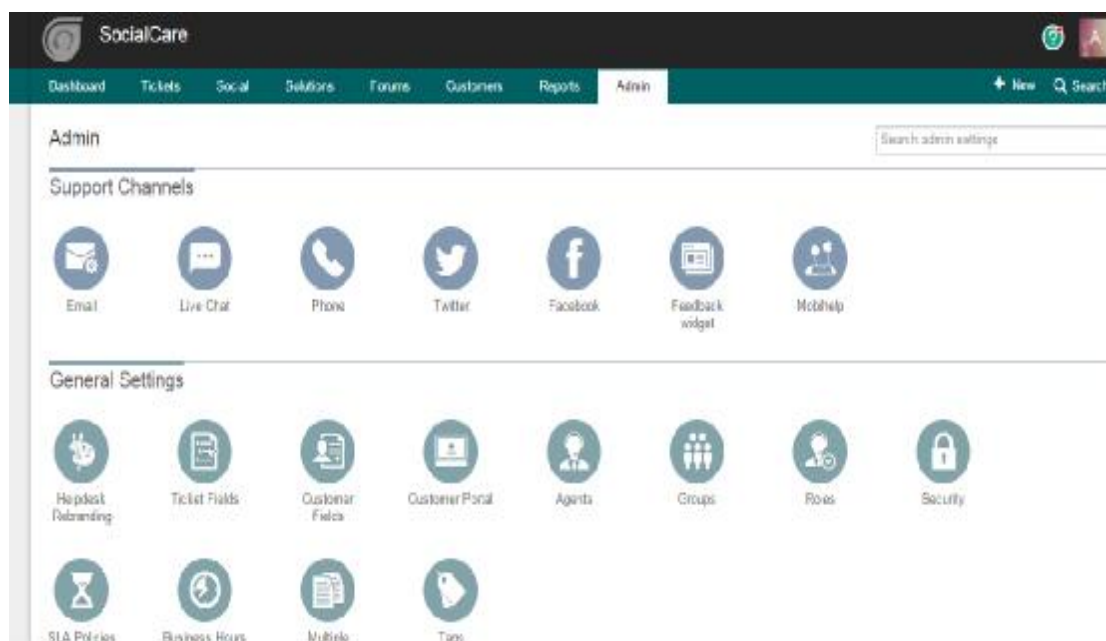 SocialCare
A
Dashboard Tickets Social Solutions Forums Customers Reports Admin + New Search
Admin
Search admin settings
Support Channels
Email Live Chat Phone Twitter Facebook Feedback Mobihelp
widget
General Settings
Helpdesk Ticket Fields Customer Customer Portal Agents Groups Roles Security
Rebranding Fields
SLA Policies Business Hours Multiple Tags